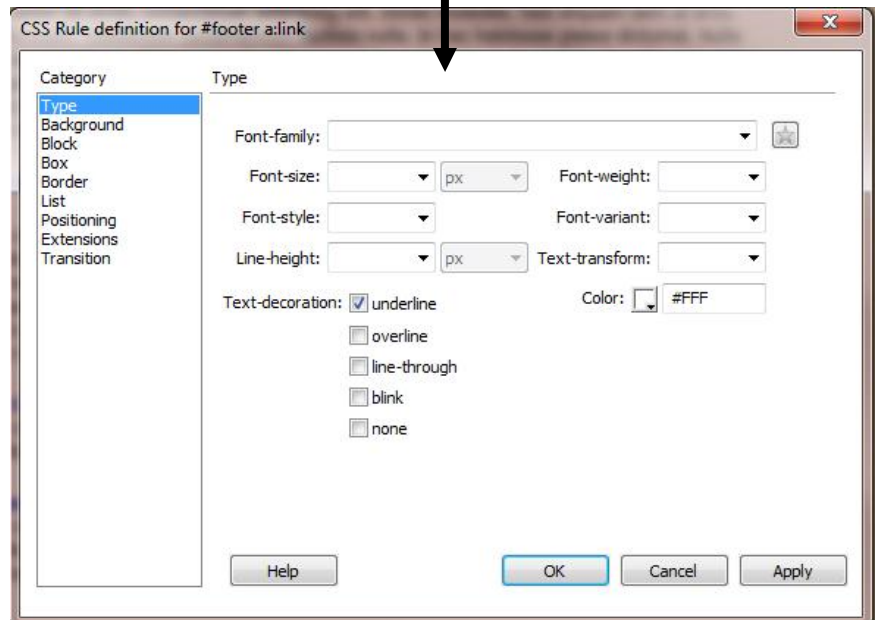 CSS Rule definition for #footer a:link
Category
Type
Type
Background
Block
Box
Border
List
Positioning
Extensions
Transition
Font-family:
Font-size: px Font-weight:
Font-style: Font-variant:
Line-height: px Text-transform:
Text-decoration: underline Color: #FFF
overline
line-through
blink
none
Help OK Cancel Apply